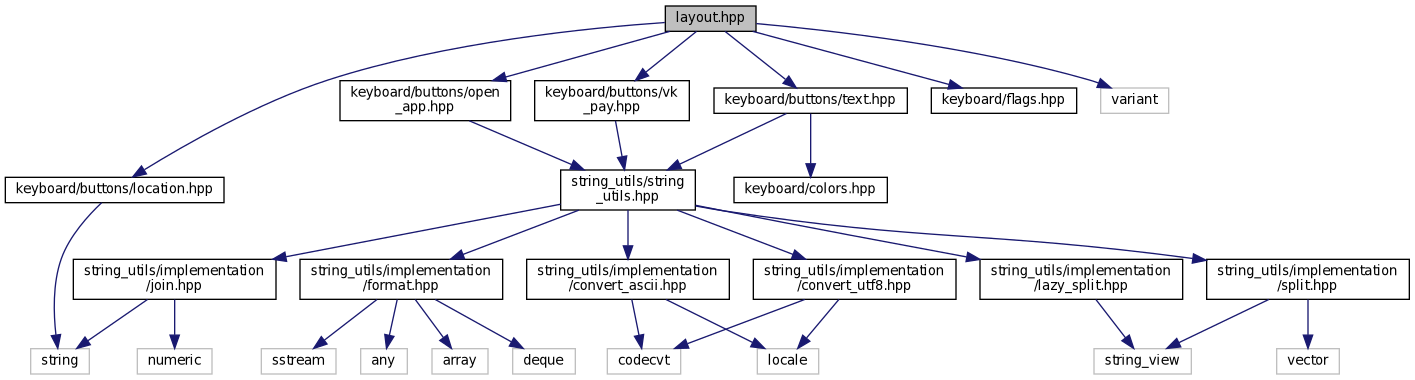 layout.hpp
keyboard/buttons/open
_app.hpp
keyboard/buttons/vk
_pay.hpp
keyboard/buttons/text.hpp
keyboard/flags.hpp
variant
keyboard/buttons/location.hpp
string_utils/string
_utils.hpp
keyboard/colors.hpp
string_utils/implementation
/join.hpp
string_utils/implementation
/format.hpp
string_utils/implementation
/convert_ascii.hpp
string_utils/implementation
/convert_utf8.hpp
string_utils/implementation
/lazy_split.hpp
string_utils/implementation
/split.hpp
string
numeric
sstream
any
array
deque
codecvt
locale
string_view
vector